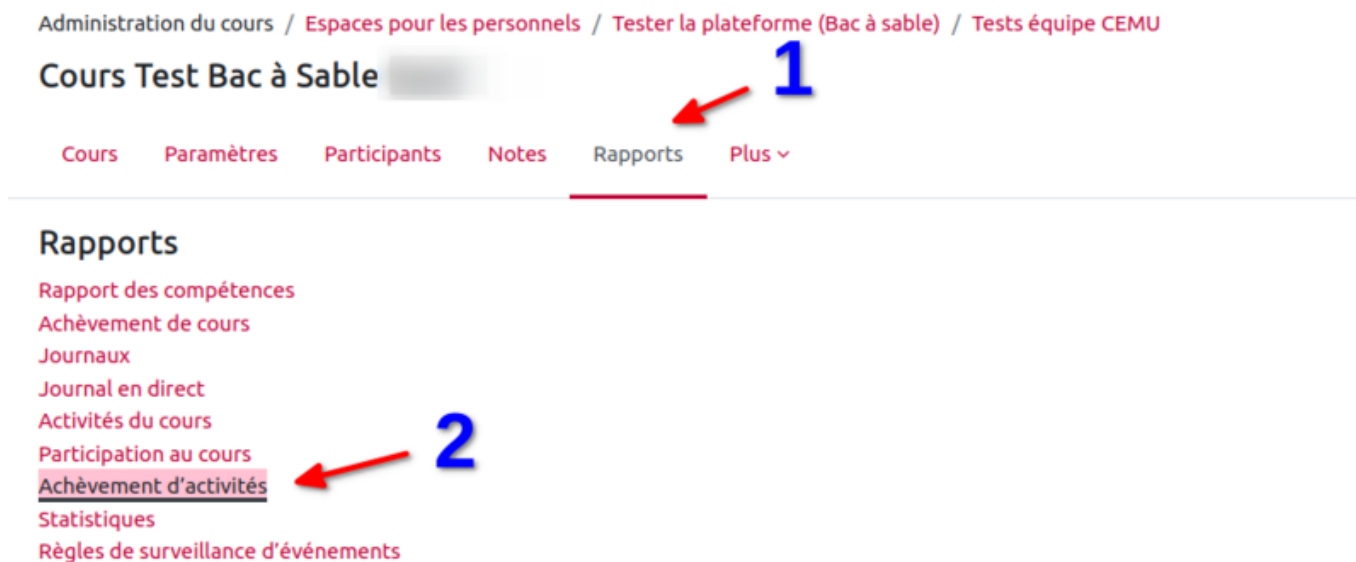 Administration du cours / Espaces pour les personnels / Tester la plateforme (Bac à sable) / Tests équipe CEMU
Cours Test Bac à Sable
1
Cours Paramètres Participants Notes Rapports Plus
Rapports
Rapport des compétences
Achèvement de cours
Journaux
Journal en direct
Activités du cours
Participation au cours
2
Achèvement d'activités
Statistiques
Règles de surveillance d'événements